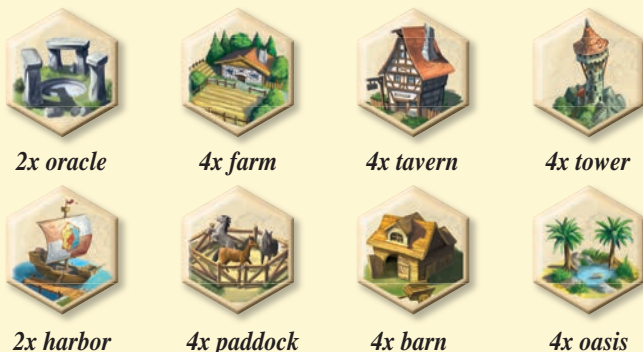 2x oracle 4x farm 4x tavern 4x tower
2x harbor 4x paddock 4x barn 4x oasis